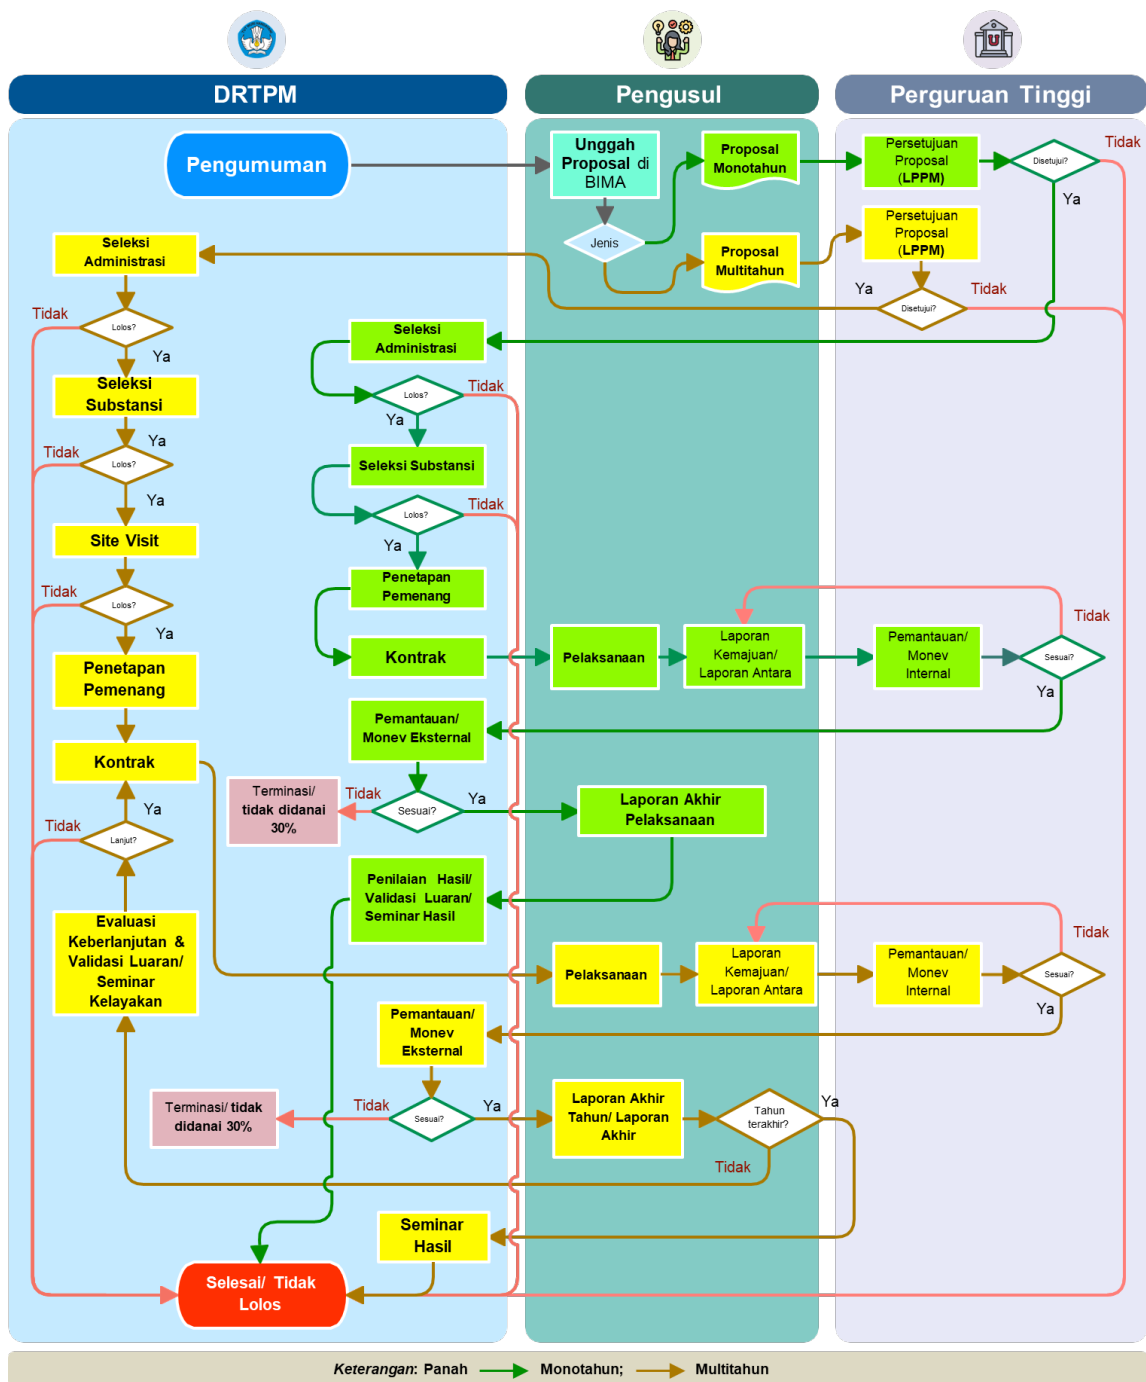 DRTPM
Pengusul
Perguruan Tinggi
Pengumuman
Unggah
Proposal di
BIMA
Jenis
Proposal
Monotahun
Proposal
Multitahun
Persetujuan
Proposal
(LPPM)
Disetujui?
Tidak
Ya
Persetujuan
Proposal
(LPPM)
Disetujui?
Ya
Tidak
Seleksi
Administrasi
Lolos?
Tidak
Ya
Seleksi
Substansi
Ya
Lolos?
Tidak
Ya
Site Visit
Lolos?
Tidak
Ya
Penetapan
Pemenang
Kontrak
Ya
Lanjut?
Tidak
Evaluasi
Keberlanjutan &
Validasi Luaran/
Seminar
Kelayakan
Seleksi
Administrasi
Lolos?
Tidak
Ya
Seleksi Substansi
Lolos?
Tidak
Ya
Penetapan
Pemenang
Kontrak
Pelaksanaan
Laporan
Kemajuan/
Laporan Antara
Pemantauan/
Monev
Internal
Sesuai?
Tidak
Ya
Pemantauan/
Monev Eksternal
Sesuai?
Tidak
Ya
Terminasi/
tidak didanai
30%
Laporan Akhir
Pelaksanaan
Penilaian Hasil/
Validasi Luaran/
Seminar Hasil
Pelaksanaan
Laporan
Kemajuan/
Laporan Antara
Pemantauan/
Monev
Internal
Sesuai?
Tidak
Ya
Pemantauan/
Monev
Eksternal
Sesuai?
Tidak
Ya
Terminasi/ tidak
didanai 30%
Laporan Akhir
Tahun/ Laporan
Akhir
Tahun
terakhir?
Ya
Tidak
Seminar
Hasil
Selesai/ Tidak
Lolos
Keterangan: Panah Monotahun; Multitahun